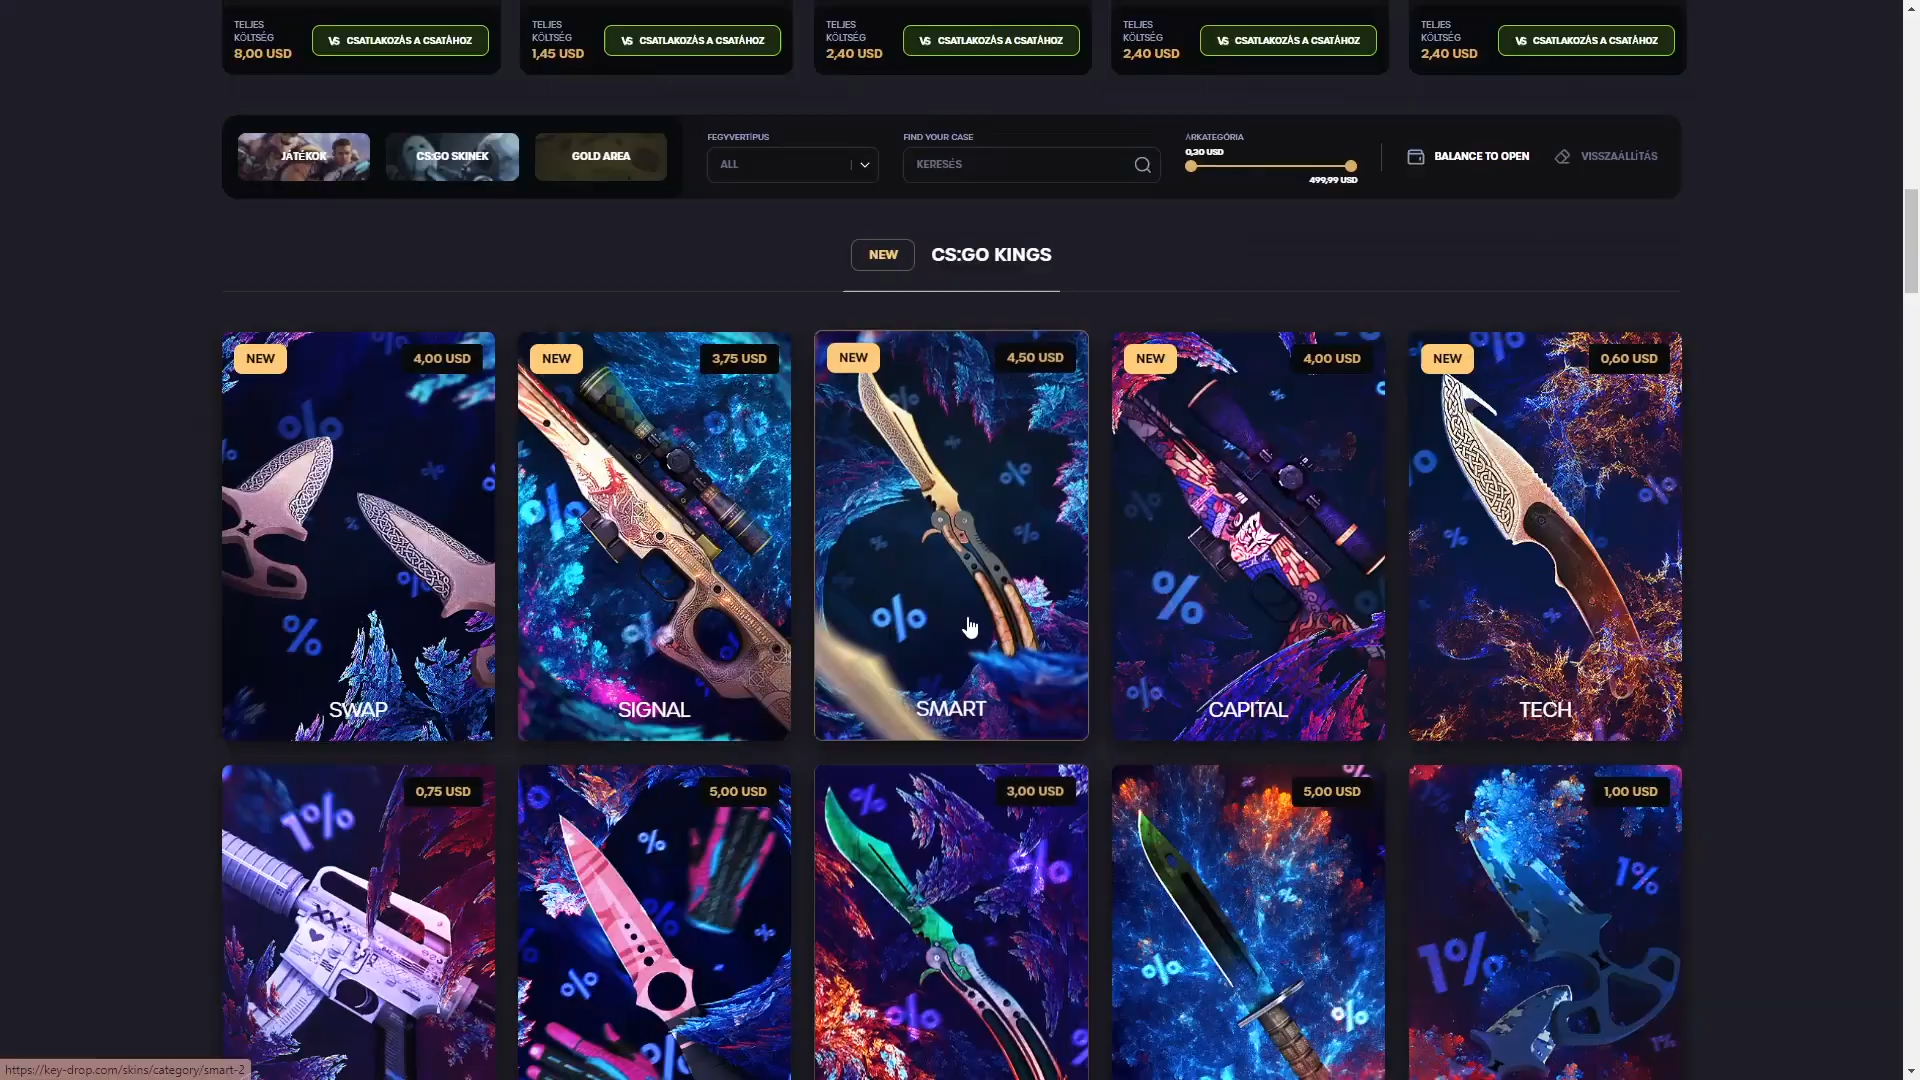 TELJES
KÖLTSÉG
8,00 USD
VS CSATLAKOZÁS A CSATÁHOZ
TELJES
KÖLTSÉG
1,45 USD
VS CSATLAKOZÁS A CSATÁHOZ
TELJES
KÖLTSÉG
2,40 USD
VS CSATLAKOZÁS A CSATÁHOZ
TELJES
KÖLTSÉG
2,40 USD
VS CSATLAKOZÁS A CSATÁHOZ
TELJES
KÖLTSÉG
2,40 USD
VS CSATLAKOZÁS A CSATÁHOZ
JÁTÉKOK
CS:GO SKINEK
GOLD AREA
FEGYVERTÍPUS
ALL
FIND YOUR CASE
KERESÉS
ÁRKATEGÓRIA
0,30 USD
499,99 USD
BALANCE TO OPEN
VISSZAÁLLÍTÁS
NEW CS:GO KINGS
NEW 4,00 USD
%
SWAP
NEW 3,75 USD
%
SIGNAL
NEW 4,50 USD
%
SMART
NEW 4,00 USD
%
CAPITAL
NEW 0,60 USD
%
TECH
0,75 USD
1%
5,00 USD
%
3,00 USD
%
5,00 USD
%
1,00 USD
1%
1%
https://key-drop.com/skins/category/smart-2